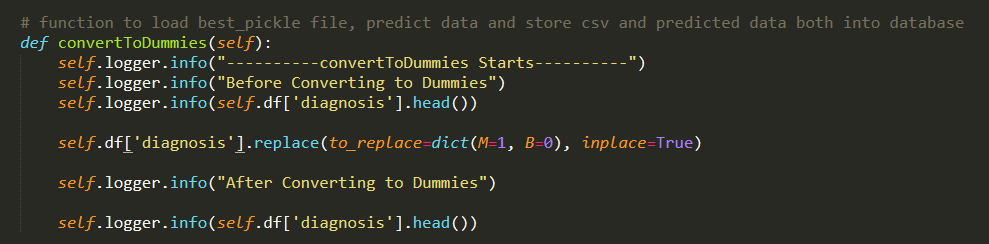 # function to load best_pickle file, predict data and store csv and predicted data both into database
def convertToDummies(self):
self.logger.info("----------convertToDummies Starts----------")
self.logger.info("Before Converting to Dummies")
self.logger.info(self.df['diagnosis'].head())
self.df['diagnosis'].replace(to_replace=dict(M=1, B=0), inplace=True)
self.logger.info("After Converting to Dummies")
self.logger.info(self.df['diagnosis'].head())